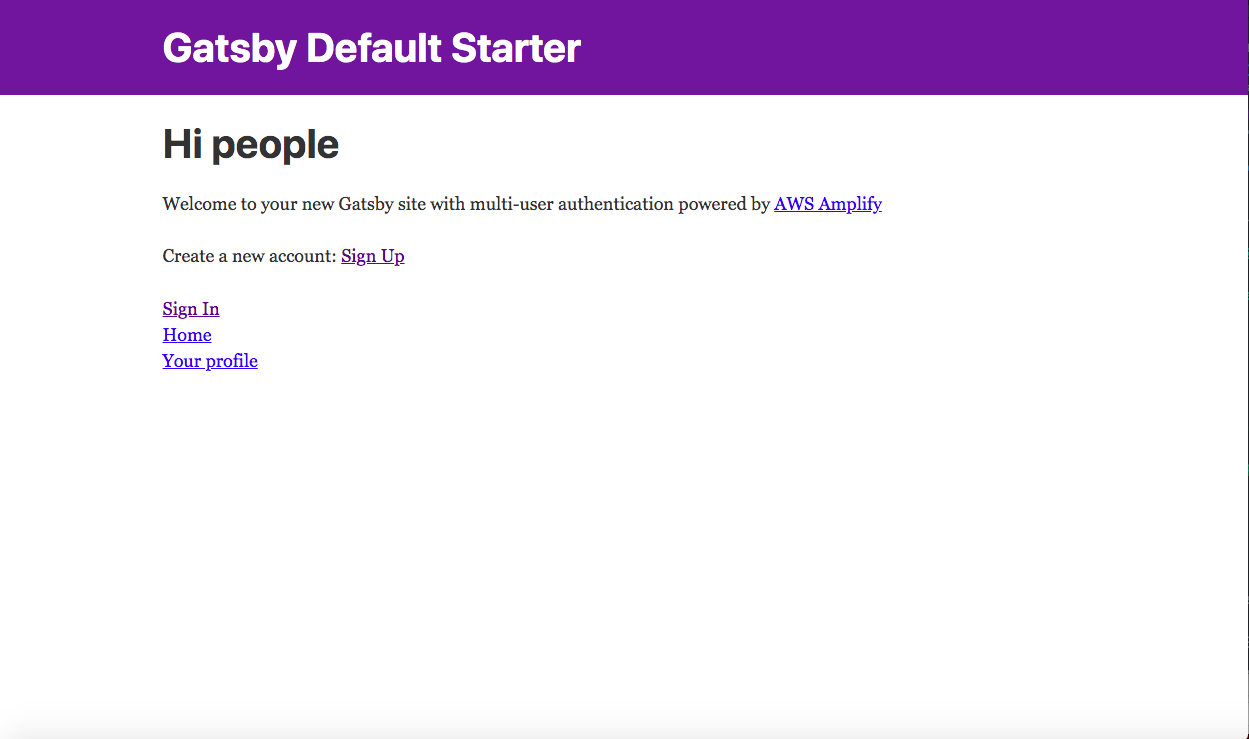 Gatsby Default Starter
Hi people
Welcome to your new Gatsby site with multi-user authentication powered by AWS Amplify
Create a new account: Sign Up
Sign In
Home
Your profile